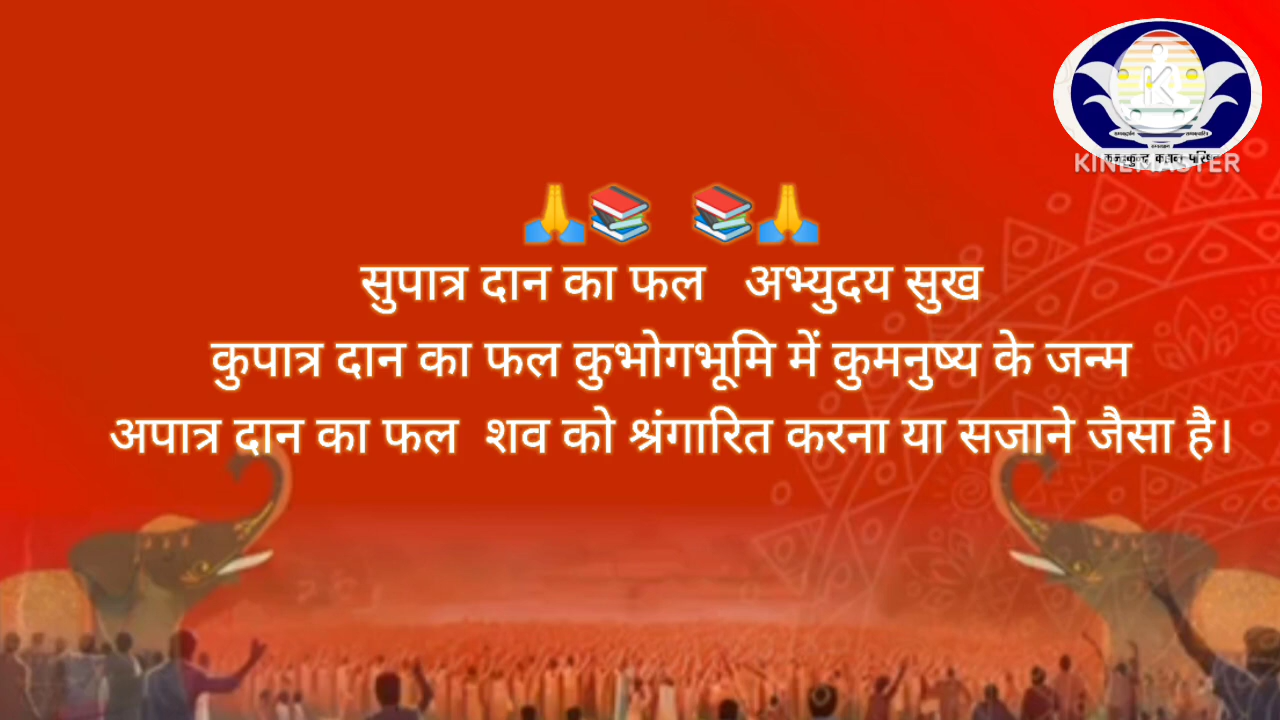 KINEMASTER
🙏📚 📚🙏
सुपात्र दान का फल अभ्युदय सुख
कुपात्र दान का फल कुभोगभूमि में कुमनुष्य के जन्म
अपात्र दान का फल शव को श्रंगारित करना या सजाने जैसा है।